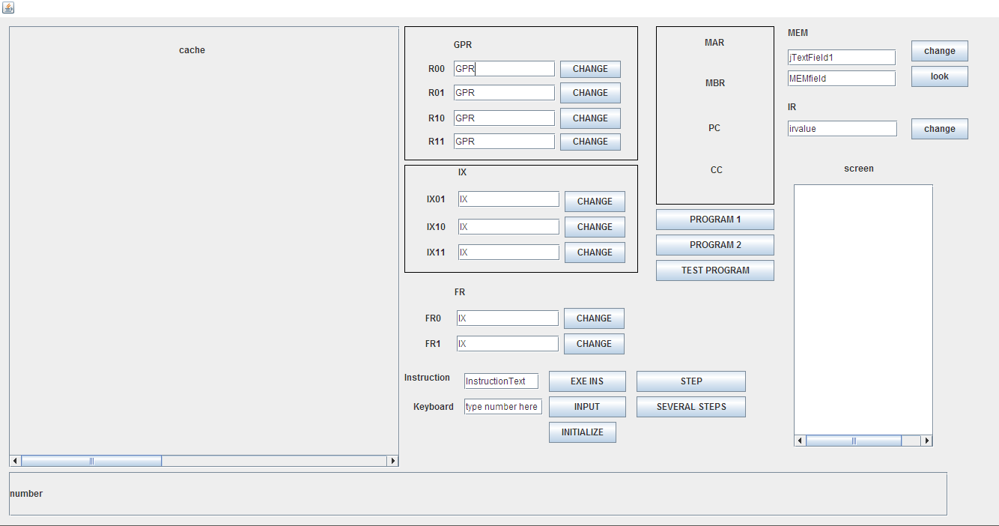 cache
GPR
R00 GPR CHANGE
R01 GPR CHANGE
R10 GPR CHANGE
R11 GPR CHANGE
IX
IX01 IX CHANGE
IX10 IX CHANGE
IX11 IX CHANGE
FR
FR0 IX CHANGE
FR1 IX CHANGE
Instruction InstructionText EXE INS STEP
Keyboard type number here INPUT SEVERAL STEPS
INITIALIZE
MAR
MBR
PC
CC
PROGRAM 1
PROGRAM 2
TEST PROGRAM
MEM
jTextField1 change
MEMfield look
IR
irvalue change
screen
number